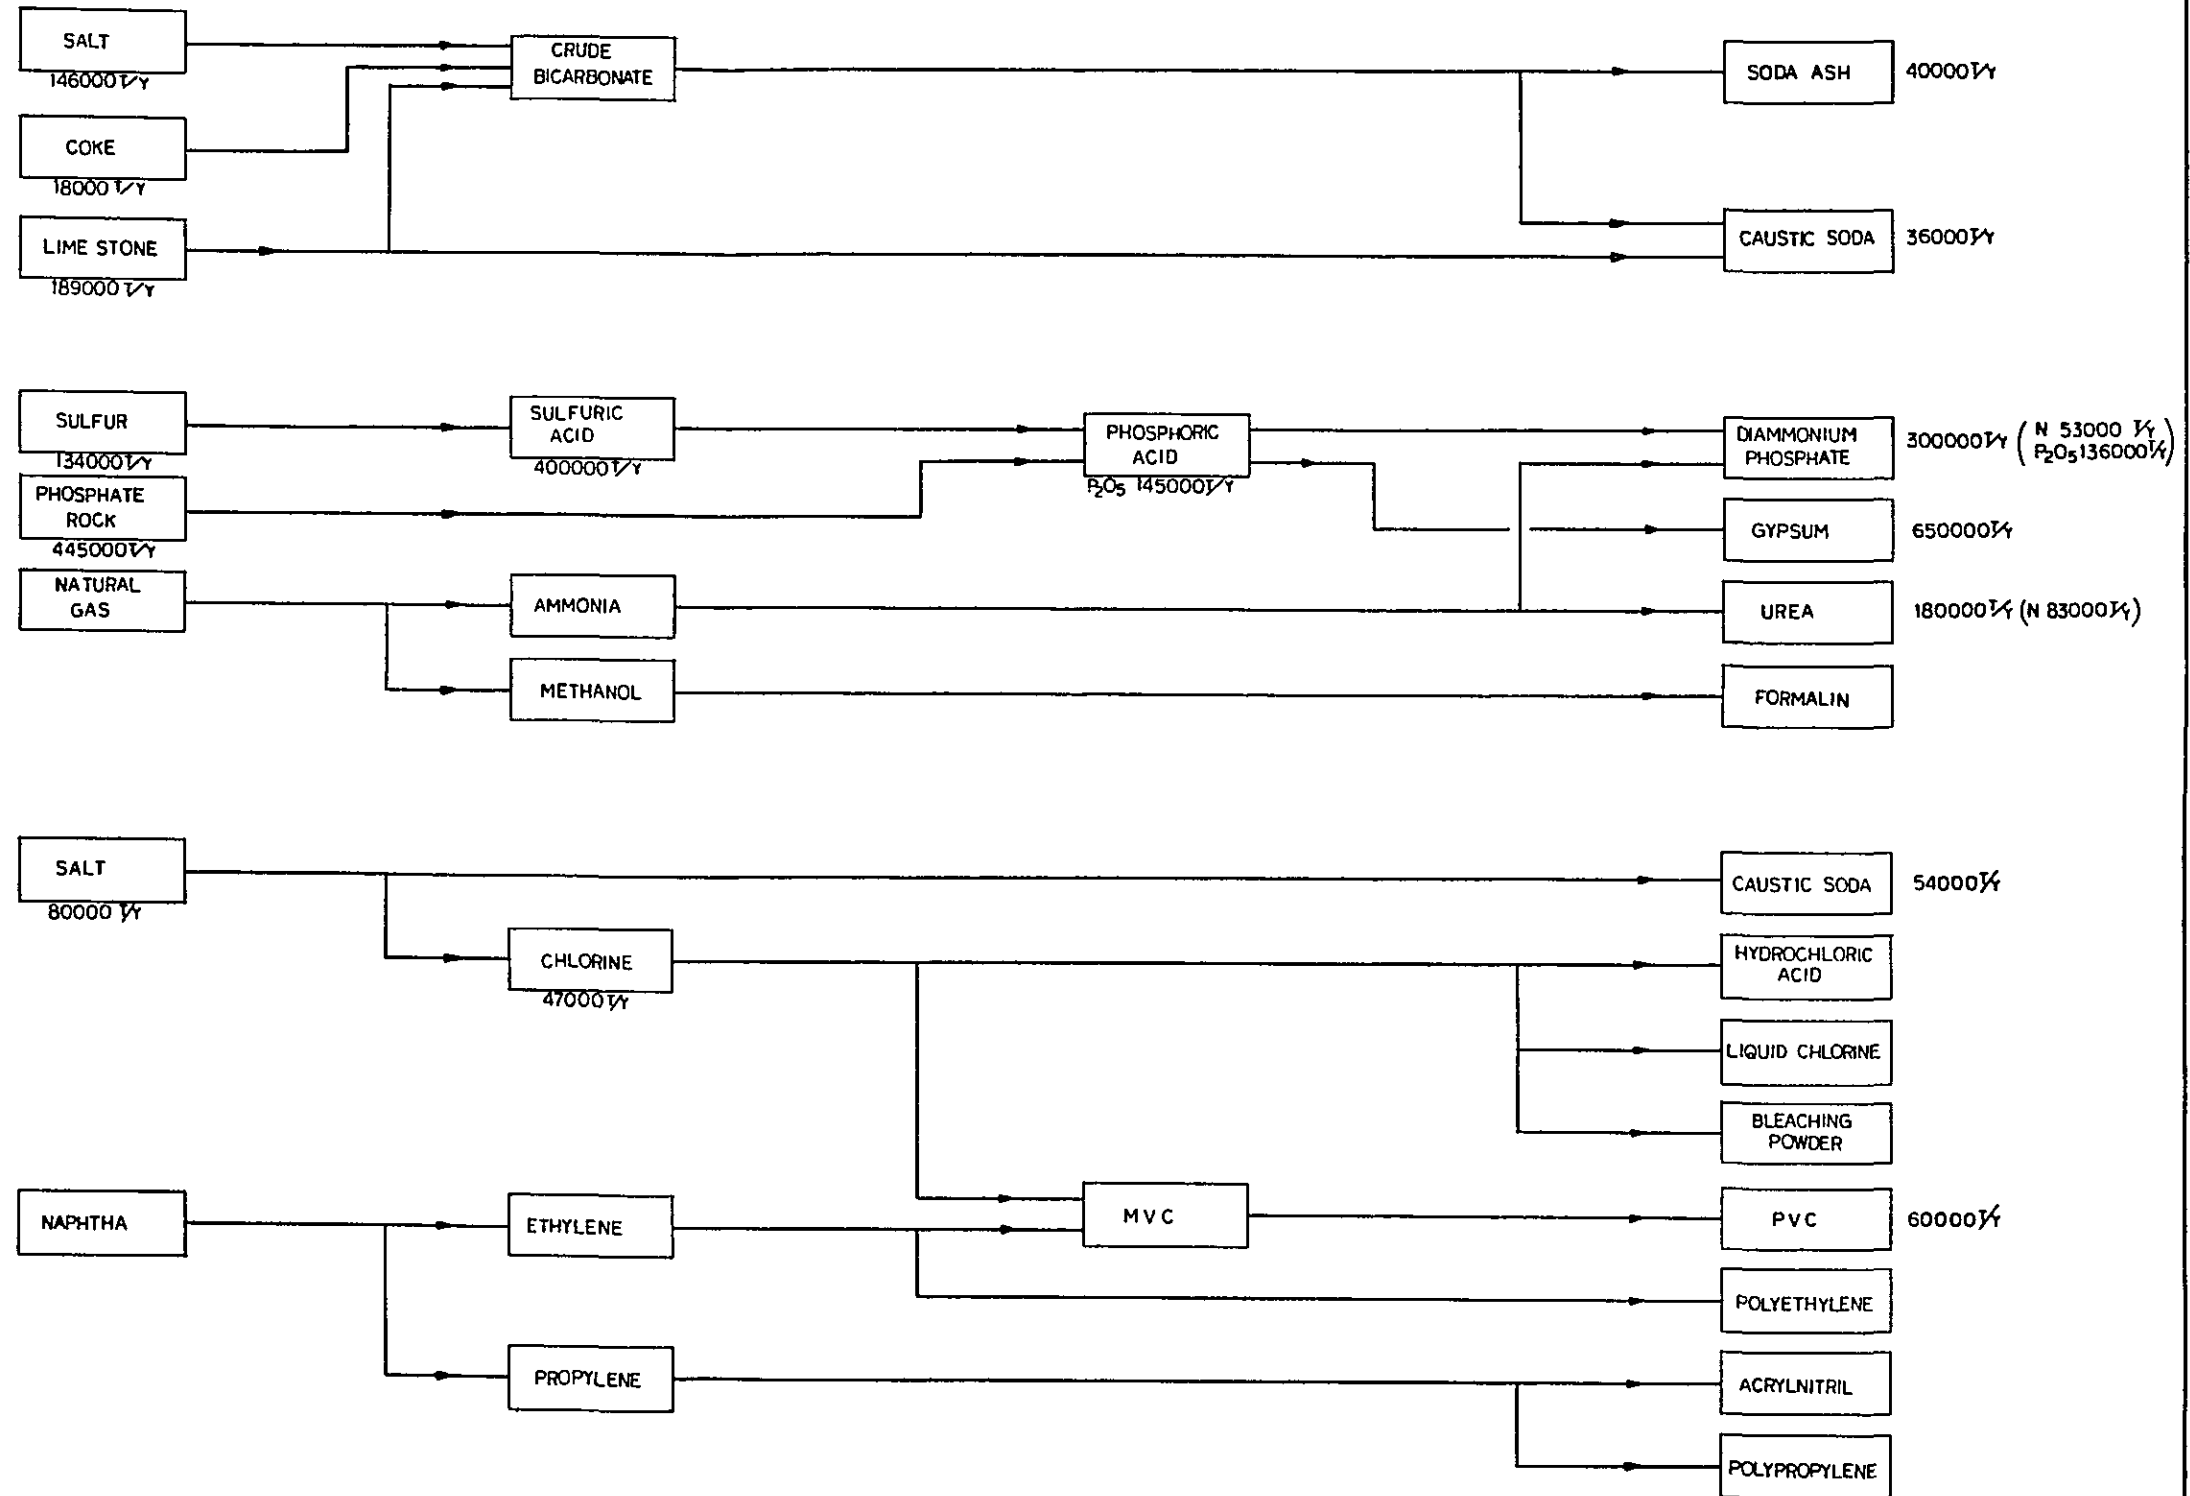 SALT
146000 T/Y
COKE
18000 T/Y
LIME STONE
189000 T/Y
CRUDE
BICARBONATE
SODA ASH
40000 T/Y
CAUSTIC SODA
36000 T/Y
SULFUR
134000 T/Y
PHOSPHATE
ROCK
445000 T/Y
NATURAL
GAS
SULFURIC
ACID
400000 T/Y
AMMONIA
METHANOL
PHOSPHORIC
ACID
P₂O₅ 145000 T/Y
DIAMMONIUM
PHOSPHATE
300000 T/Y
(N 53000 T/Y
P₂O₅ 136000 T/Y)
GYPSUM
650000 T/Y
UREA
180000 T/Y (N 83000 T/Y)
FORMALIN
SALT
80000 T/Y
CHLORINE
47000 T/Y
CAUSTIC SODA
54000 T/Y
HYDROCHLORIC
ACID
LIQUID CHLORINE
BLEACHING
POWDER
NAPHTHA
ETHYLENE
PROPYLENE
MVC
PVC
60000 T/Y
POLYETHYLENE
ACRYLNITRIL
POLYPROPYLENE